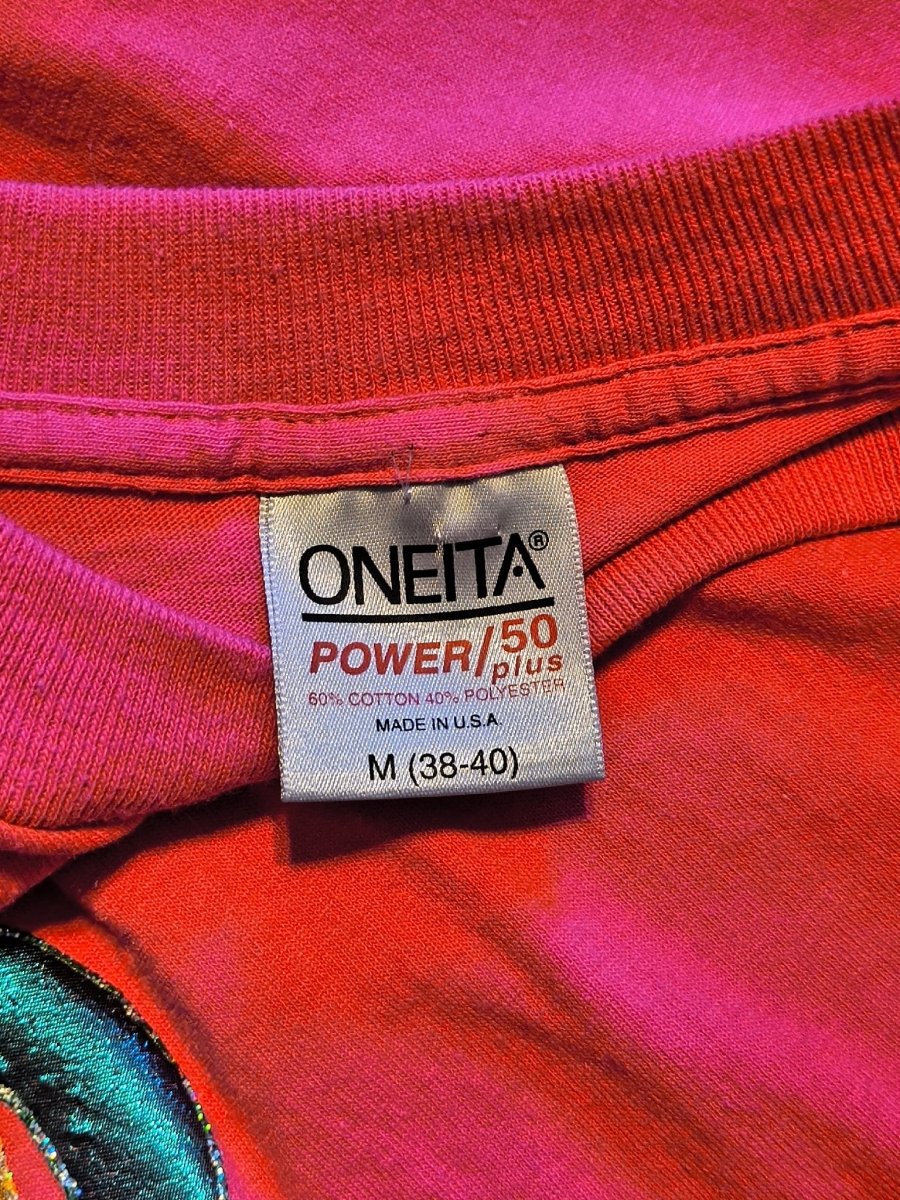 ONEITA®
POWER/50 plus
60% COTTON 40% POLYESTER
MADE IN U.S.A.
M (38-40)